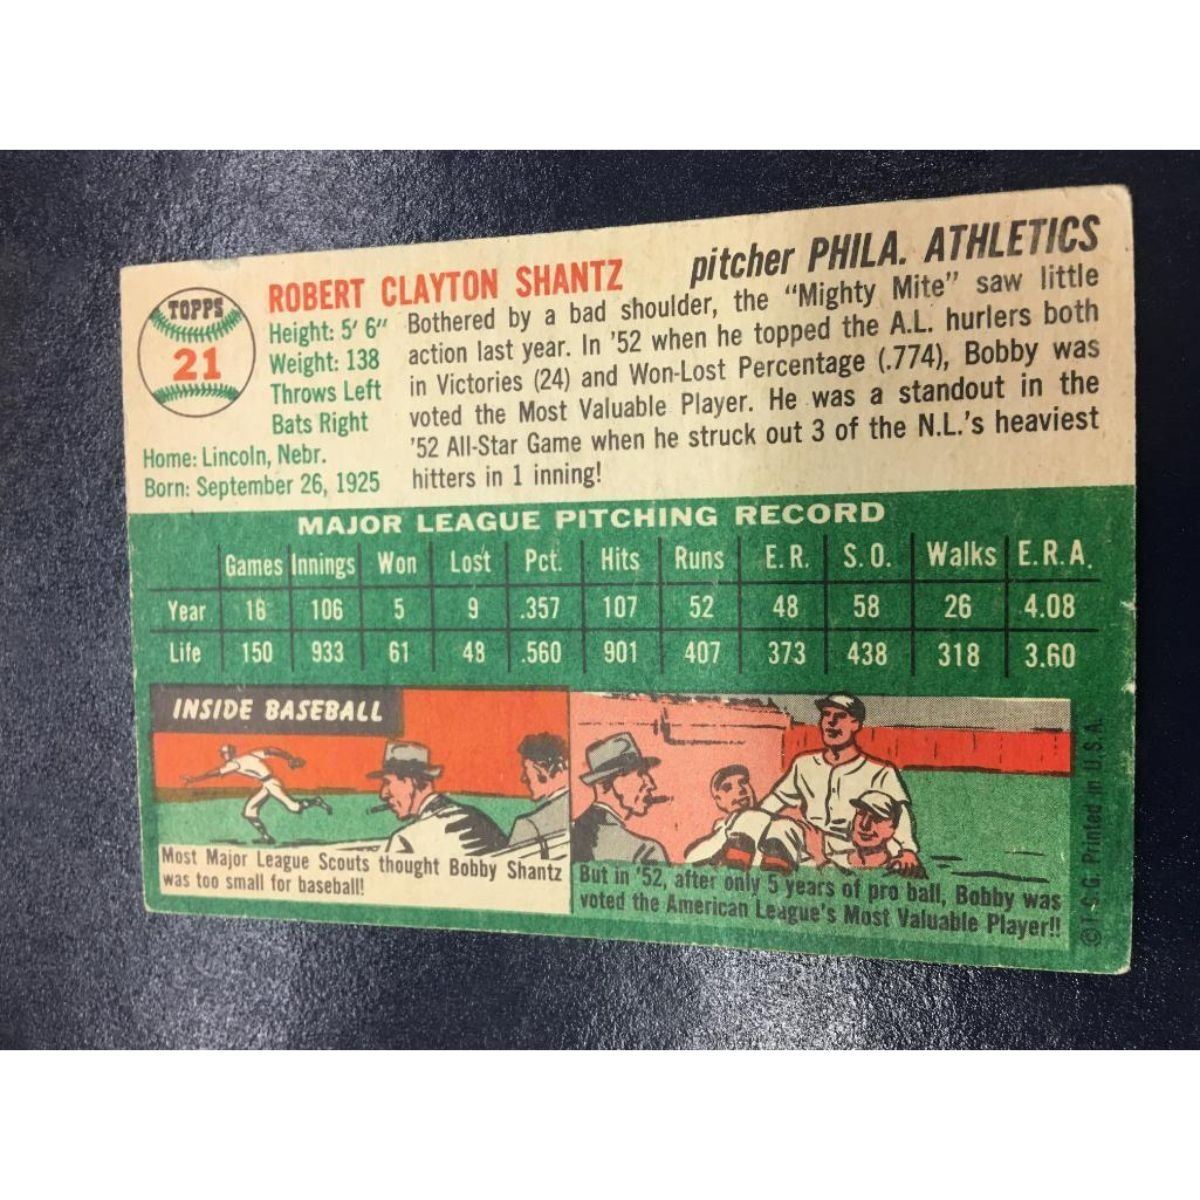 TOPPS
21
ROBERT CLAYTON SHANTZ
pitcher PHILA. ATHLETICS
Height: 5' 6"
Weight: 138
Throws Left
Bats Right
Home: Lincoln, Nebr.
Born: September 26, 1925
Bothered by a bad shoulder, the "Mighty Mite" saw little
action last year. In '52 when he topped the A.L. hurlers both
in Victories (24) and Won-Lost Percentage (.774), Bobby was
voted the Most Valuable Player. He was a standout in the
'52 All-Star Game when he struck out 3 of the N.L.'s heaviest
hitters in 1 inning!
MAJOR LEAGUE PITCHING RECORD
Games Innings Won Lost Pct. Hits Runs E.R. S.O. Walks E.R.A.
Year 16 106 5 9 .357 107 52 48 58 26 4.08
Life 150 933 61 48 .560 901 407 373 438 318 3.60
INSIDE BASEBALL
Most Major League Scouts thought Bobby Shantz
was too small for baseball!
But in '52, after only 5 years of pro ball, Bobby was
voted the American League's Most Valuable Player!!
© T.C.G. Printed in U.S.A.